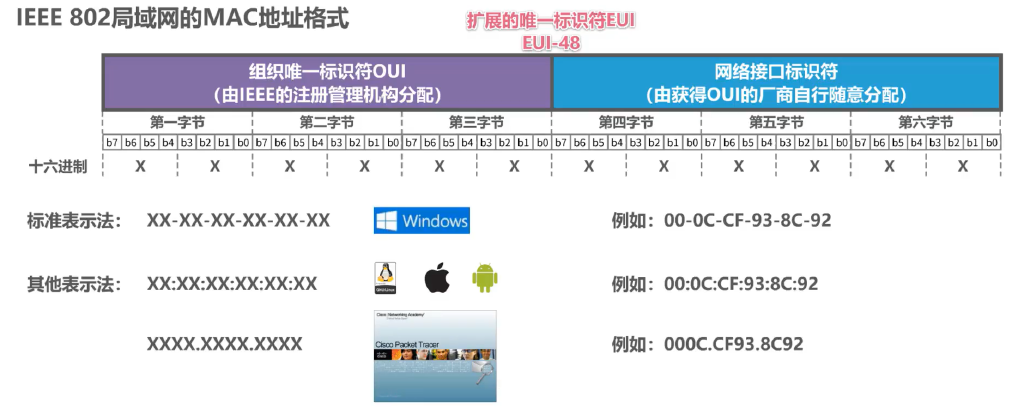 IEEE 802局域网的MAC地址格式
扩展的唯一标识符EUI
EUI-48
组织唯一标识符OUI
（由IEEE的注册管理机构分配）
网络接口标识符
（由获得OUI的厂商自行随意分配）
第一字节 第二字节 第三字节 第四字节 第五字节 第六字节
b7 b6 b5 b4 b3 b2 b1 b0 b7 b6 b5 b4 b3 b2 b1 b0 b7 b6 b5 b4 b3 b2 b1 b0 b7 b6 b5 b4 b3 b2 b1 b0 b7 b6 b5 b4 b3 b2 b1 b0 b7 b6 b5 b4 b3 b2 b1 b0
十六进制 X X X X X X X X X X X X
标准表示法： XX-XX-XX-XX-XX-XX Windows 例如：00-0C-CF-93-8C-92
其他表示法： XX:XX:XX:XX:XX:XX 例如：00:0C:CF:93:8C:92
Cisco Networking Academy
XXXX.XXXX.XXXX Cisco Packet Tracer 例如：000C.CF93.8C92